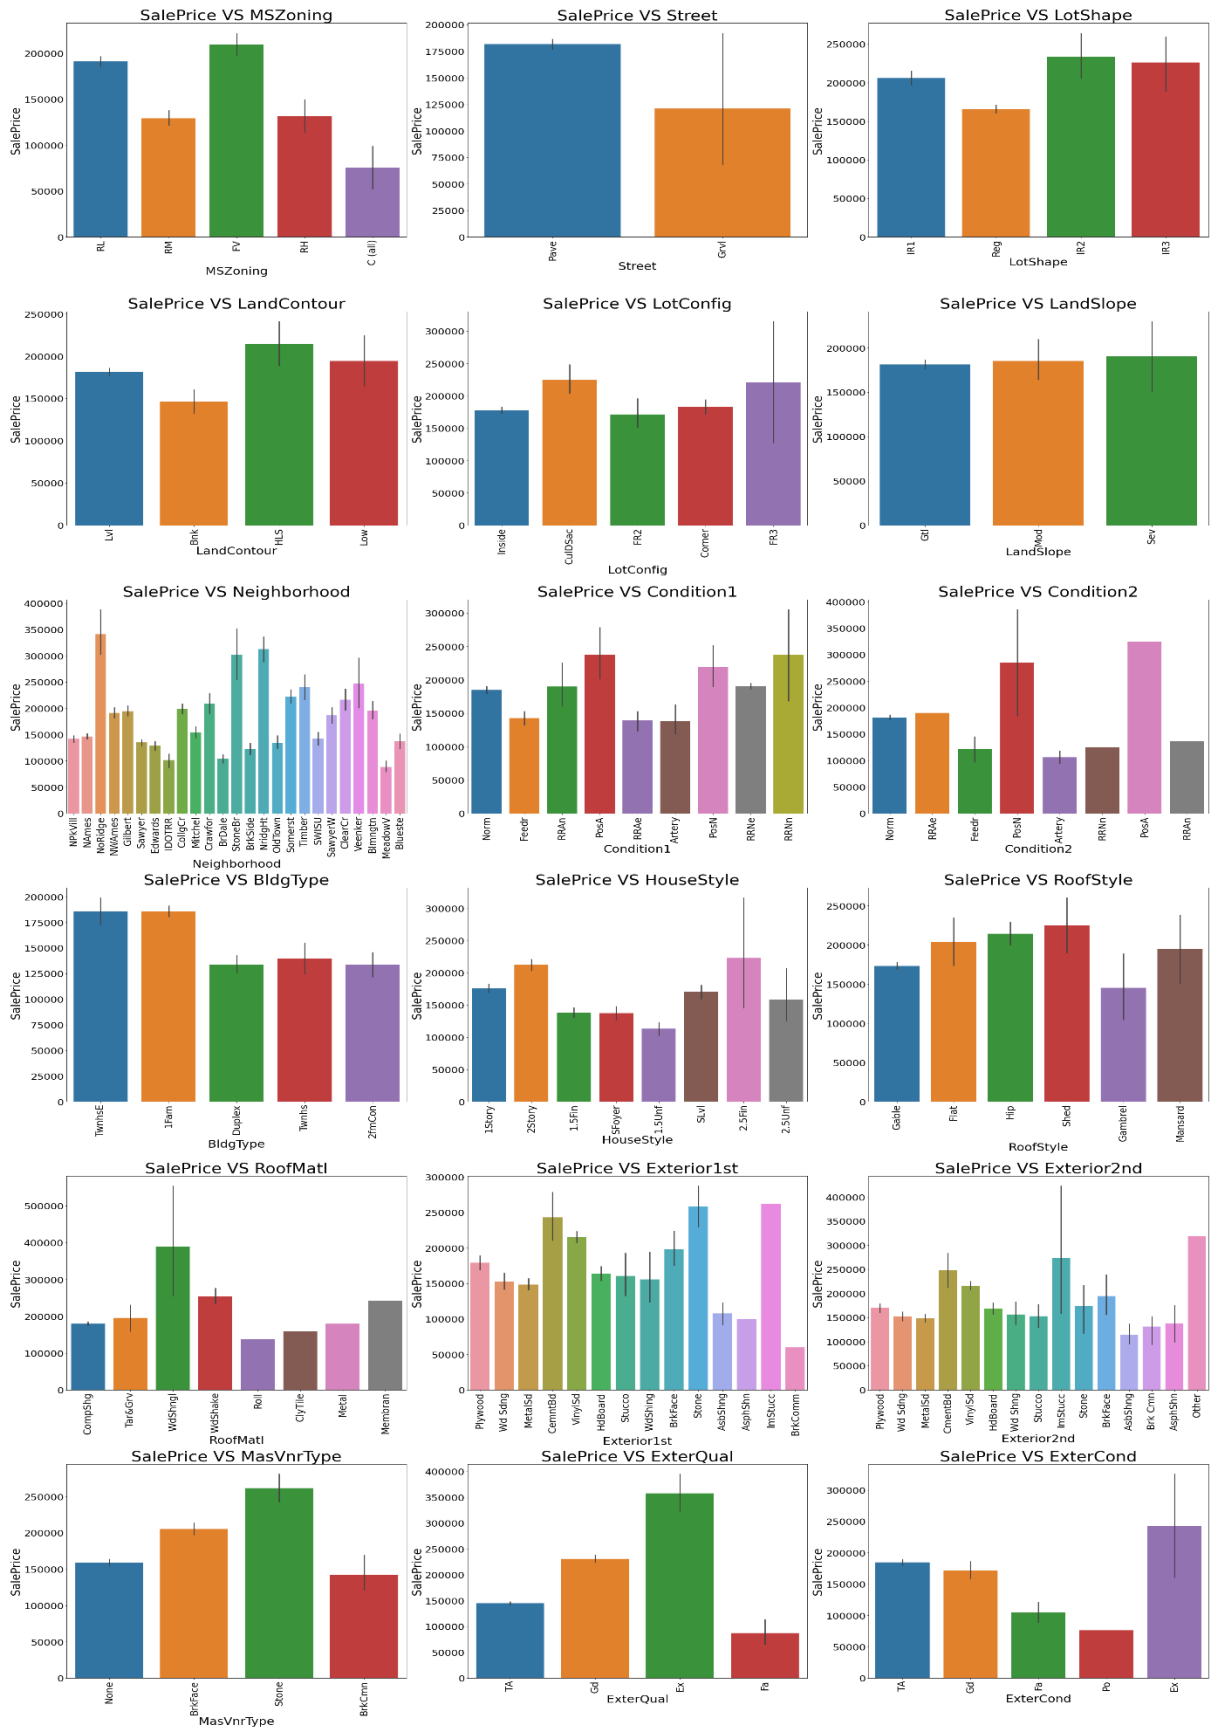 SalePrice VS MSZoning
SalePrice
200000
150000
100000
50000
0
RL
RM
FV
RH
C (all)
MSZoning
SalePrice VS Street
SalePrice
200000
175000
150000
125000
100000
75000
50000
25000
0
Pave
Grvl
Street
SalePrice VS LotShape
SalePrice
250000
200000
150000
100000
50000
0
IR1
Reg
IR2
IR3
LotShape
SalePrice VS LandContour
SalePrice
250000
200000
150000
100000
50000
0
Lvl
Bnk
HLS
Low
LandContour
SalePrice VS LotConfig
SalePrice
300000
250000
200000
150000
100000
50000
0
Inside
CulDSac
FR2
Corner
FR3
LotConfig
SalePrice VS LandSlope
SalePrice
200000
150000
100000
50000
0
Gtl
Mod
Sev
LandSlope
SalePrice VS Neighborhood
SalePrice
400000
350000
300000
250000
200000
150000
100000
50000
0
NPkVill
NAmes
NoRidge
NWAmes
Gilbert
Sawyer
Edwards
IDOTRR
CollgCr
Mitchel
Crawfor
BrDale
StoneBr
BrkSide
NridgHt
OldTown
Somerst
Timber
SWISU
SawyerW
ClearCr
Veenker
Blmngtn
MeadowV
Blueste
Neighborhood
SalePrice VS Condition1
SalePrice
300000
250000
200000
150000
100000
50000
0
Norm
Feedr
RRAn
PosA
RRAe
Artery
PosN
RRNe
RRNn
Condition1
SalePrice VS Condition2
SalePrice
400000
350000
300000
250000
200000
150000
100000
50000
0
Norm
RRAe
Feedr
PosN
Artery
RRNn
PosA
RRAn
Condition2
SalePrice VS BldgType
SalePrice
200000
175000
150000
125000
100000
75000
50000
25000
0
TwnhsE
1Fam
Duplex
Twnhs
2fmCon
BldgType
SalePrice VS HouseStyle
SalePrice
300000
250000
200000
150000
100000
50000
0
1Story
2Story
1.5Fin
SFoyer
1.5Unf
SLvl
2.5Fin
2.5Unf
HouseStyle
SalePrice VS RoofStyle
SalePrice
250000
200000
150000
100000
50000
0
Gable
Flat
Hip
Shed
Gambrel
Mansard
RoofStyle
SalePrice VS RoofMatl
SalePrice
500000
400000
300000
200000
100000
0
CompShg
Tar&Grv
WdShngl
WdShake
Roll
ClyTile
Metal
Membran
RoofMatl
SalePrice VS Exterior1st
SalePrice
300000
250000
200000
150000
100000
50000
0
Plywood
Wd Sdng
MetalSd
CemntBd
VinylSd
HdBoard
Stucco
WdShng
BrkFace
Stone
AsbShng
AsphShn
ImStucc
BrkComm
Exterior1st
SalePrice VS Exterior2nd
SalePrice
400000
350000
300000
250000
200000
150000
100000
50000
0
Plywood
Wd Sdng
MetalSd
CmentBd
VinylSd
HdBoard
Wd Shng
Stucco
ImStucc
Stone
BrkFace
AsbShng
Brk Cmn
AsphShn
Other
Exterior2nd
SalePrice VS MasVnrType
SalePrice
250000
200000
150000
100000
50000
0
None
BrkFace
Stone
BrkCmn
MasVnrType
SalePrice VS ExterQual
SalePrice
400000
350000
300000
250000
200000
150000
100000
50000
0
TA
Gd
Ex
Fa
ExterQual
SalePrice VS ExterCond
SalePrice
300000
250000
200000
150000
100000
50000
0
TA
Gd
Fa
Po
Ex
ExterCond